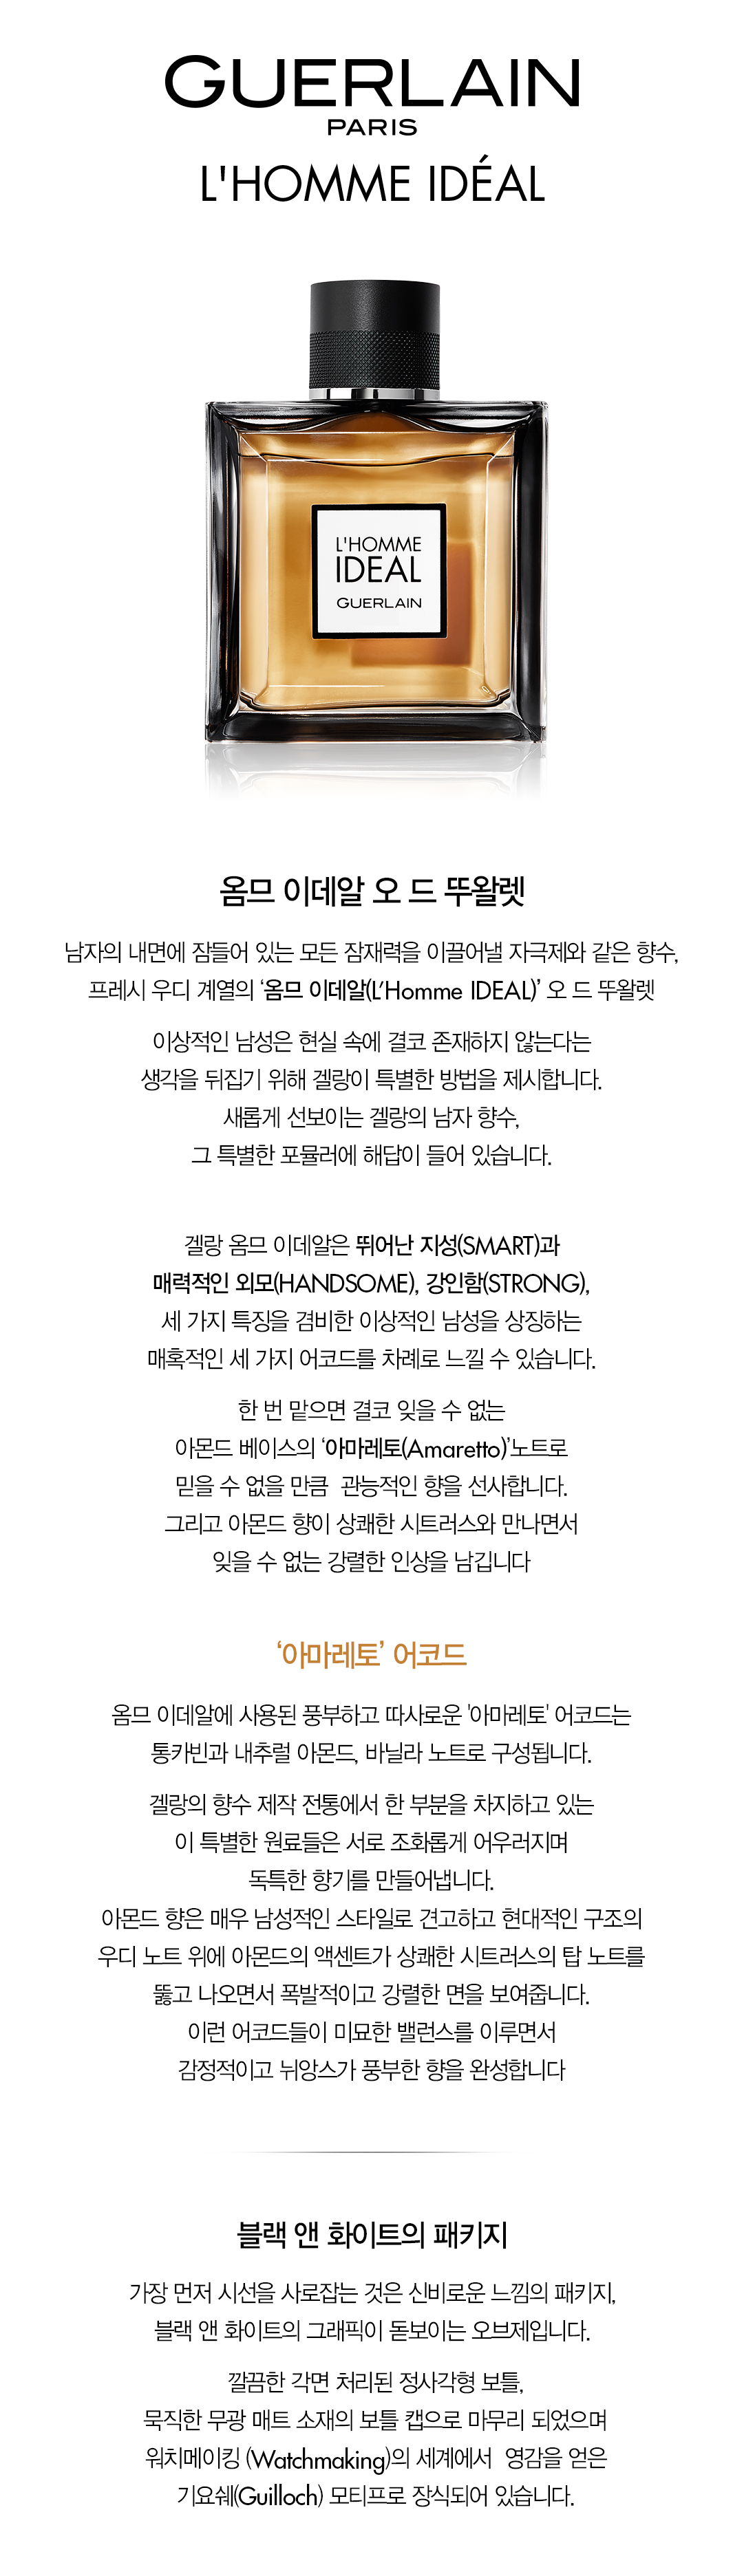 GUERLAIN
PARIS
L'HOMME IDÉAL
L'HOMME
IDEAL
GUERLAIN
옴므 이데알 오 드 뚜왈렛
남자의 내면에 잠들어 있는 모든 잠재력을 이끌어낼 자극제와 같은 향수,
프레시 우디 계열의 ‘옴므 이데알(L’Homme IDEAL)’ 오 드 뚜왈렛
이상적인 남성은 현실 속에 결코 존재하지 않는다는
생각을 뒤집기 위해 겔랑이 특별한 방법을 제시합니다.
새롭게 선보이는 겔랑의 남자 향수,
그 특별한 포뮬러에 해답이 들어 있습니다.
겔랑 옴므 이데알은 뛰어난 지성(SMART)과
매력적인 외모(HANDSOME), 강인함(STRONG),
세 가지 특징을 겸비한 이상적인 남성을 상징하는
매혹적인 세 가지 어코드를 차례로 느낄 수 있습니다.
한 번 맡으면 결코 잊을 수 없는
아몬드 베이스의 ‘아마레토(Amaretto)’노트로
믿을 수 없을 만큼 관능적인 향을 선사합니다.
그리고 아몬드 향이 상쾌한 시트러스와 만나면서
잊을 수 없는 강렬한 인상을 남깁니다
‘아마레토’ 어코드
옴므 이데알에 사용된 풍부하고 따사로운 '아마레토' 어코드는
통카빈과 내추럴 아몬드, 바닐라 노트로 구성됩니다.
겔랑의 향수 제작 전통에서 한 부분을 차지하고 있는
이 특별한 원료들은 서로 조화롭게 어우러지며
독특한 향기를 만들어냅니다.
아몬드 향은 매우 남성적인 스타일로 견고하고 현대적인 구조의
우디 노트 위에 아몬드의 액센트가 상쾌한 시트러스의 탑 노트를
뚫고 나오면서 폭발적이고 강렬한 면을 보여줍니다.
이런 어코드들이 미묘한 밸런스를 이루면서
감정적이고 뉘앙스가 풍부한 향을 완성합니다
블랙 앤 화이트의 패키지
가장 먼저 시선을 사로잡는 것은 신비로운 느낌의 패키지,
블랙 앤 화이트의 그래픽이 돋보이는 오브제입니다.
깔끔한 각면 처리된 정사각형 보틀,
묵직한 무광 매트 소재의 보틀 캡으로 마무리 되었으며
워치메이킹 (Watchmaking)의 세계에서 영감을 얻은
기요쉐(Guilloch) 모티프로 장식되어 있습니다.